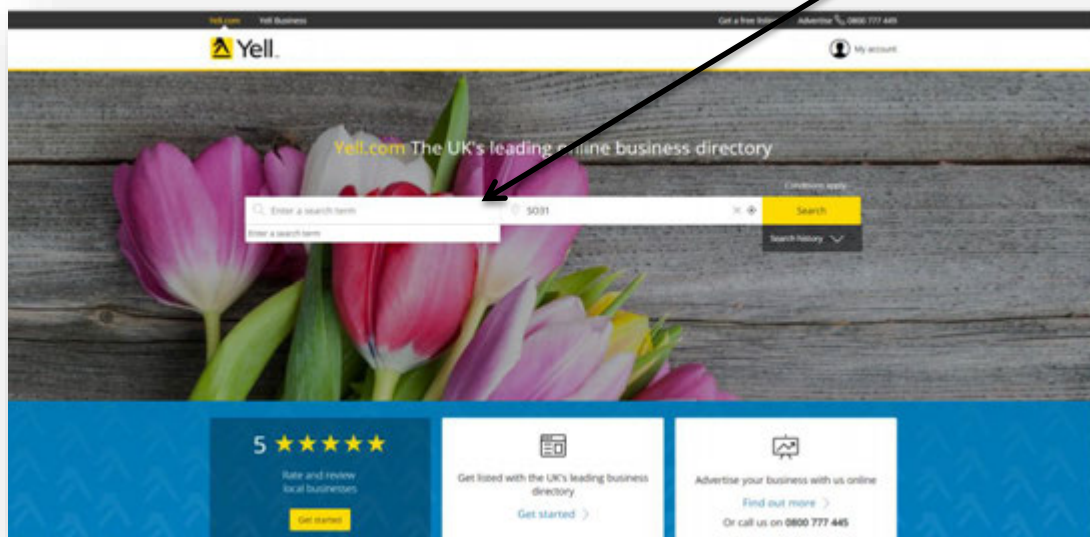 Yell.com Yell Business Get a free listing Advertise 0800 777 449
Yell
My account
Yell.com The UK's leading online business directory
Conditions apply
Enter a search term SO31 Search
Enter a search term Search history
5
Rate and review
local businesses
Get started
Get listed with the UK's leading business
directory
Get started
Advertise your business with us online
Find out more
Or call us on 0800 777 445